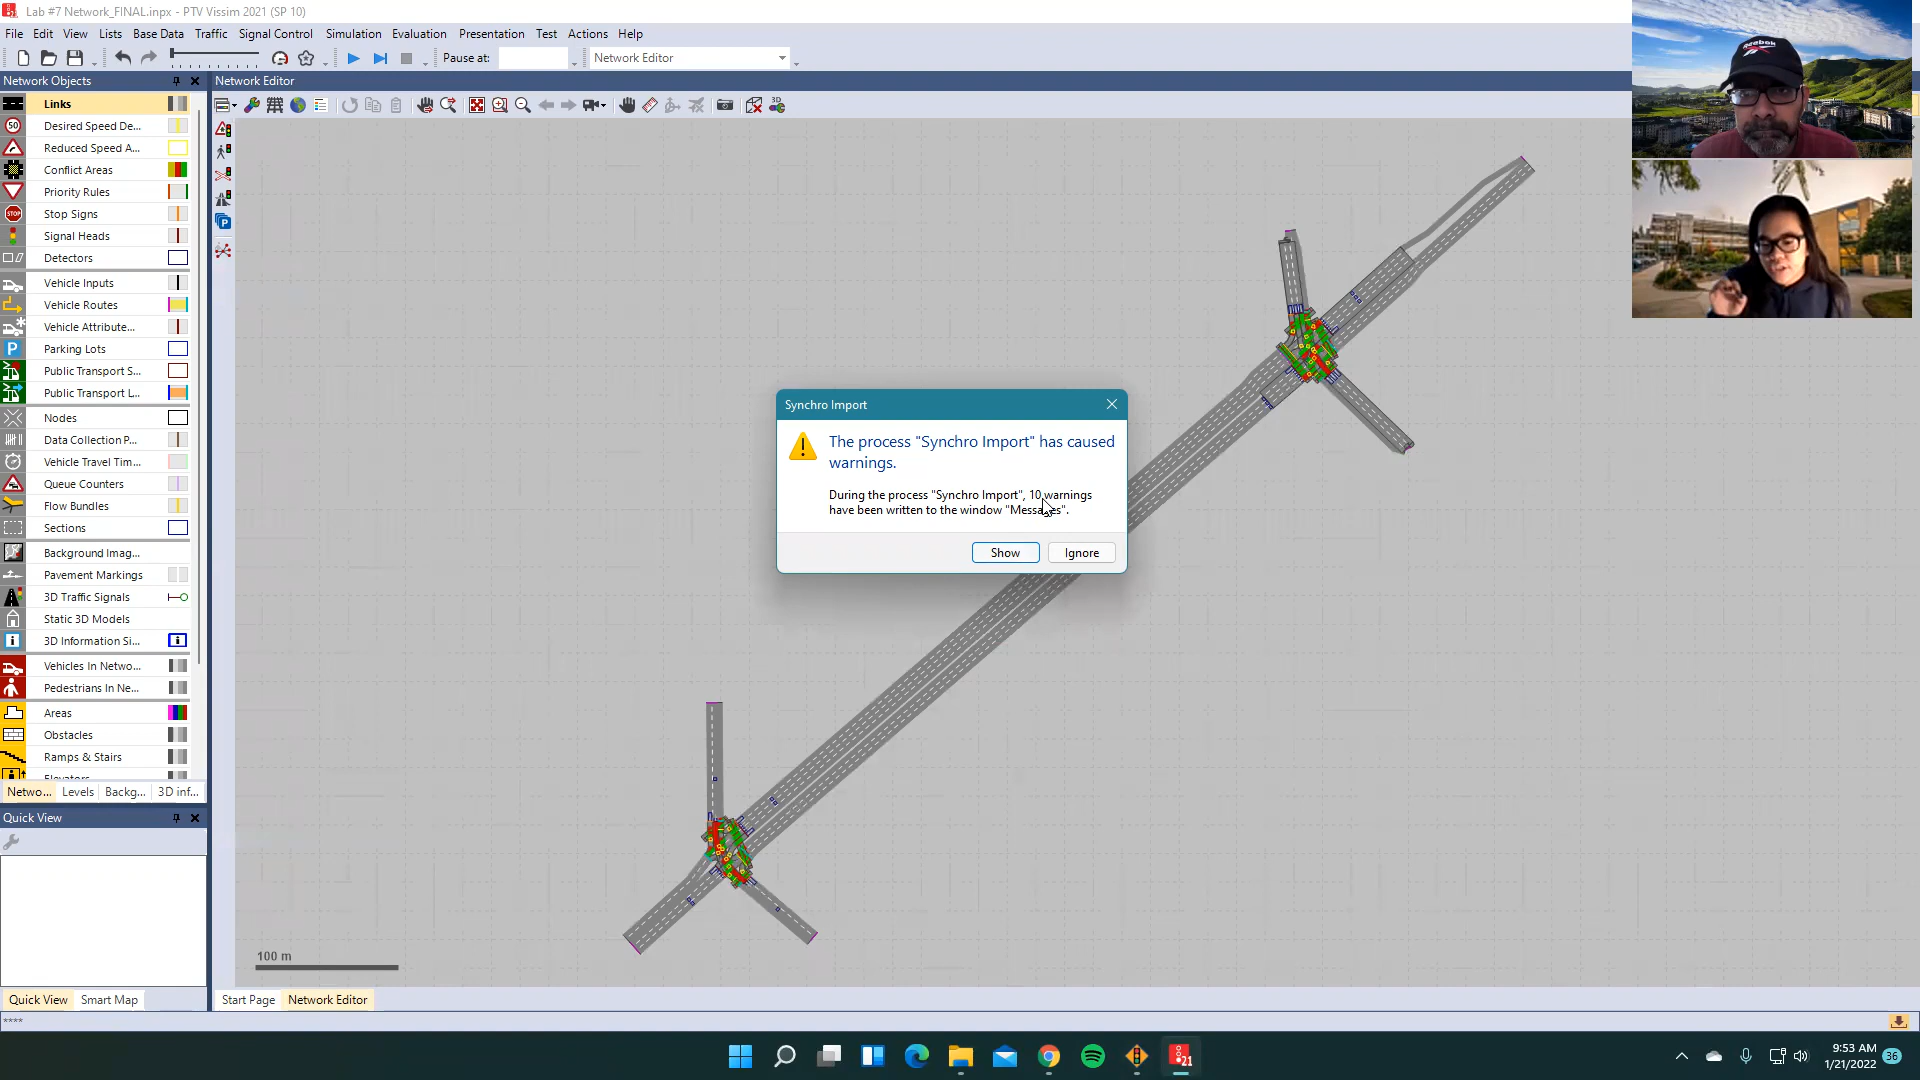 Lab #7 Network_FINAL.inpx - PTV Vissim 2021 (SP 10)
File Edit View Lists Base Data Traffic Signal Control Simulation Evaluation Presentation Test Actions Help
Pause at: Network Editor
Network Objects
Network Editor
Links
50 Desired Speed De...
Reduced Speed A...
Conflict Areas
Priority Rules
STOP Stop Signs
Signal Heads
Detectors
Vehicle Inputs
Vehicle Routes
Vehicle Attribute...
P Parking Lots
Public Transport S...
Public Transport L...
Nodes
Data Collection P...
Vehicle Travel Tim...
Queue Counters
Flow Bundles
Sections
Background Imag...
Pavement Markings
3D Traffic Signals
Static 3D Models
3D Information Si...
Vehicles In Netwo...
Pedestrians In Ne...
Areas
Obstacles
Ramps & Stairs
Elevators
Netwo... Levels Backg... 3D inf...
Quick View
Quick View Smart Map
Reebok
Synchro Import
The process "Synchro Import" has caused
warnings.
During the process "Synchro Import", 10 warnings
have been written to the window "Messages".
Show Ignore
100 m
Start Page Network Editor
****
21
9:53 AM
1/21/2022
36